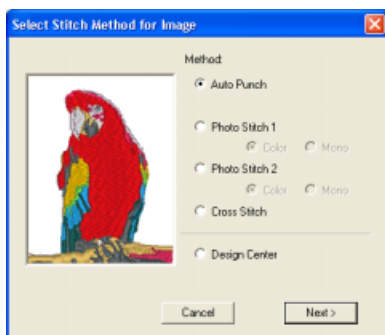 Select Stitch Method for Image
Method:
Auto Punch
Photo Stitch 1
Color Mono
Photo Stitch 2
Color Mono
Cross Stitch
Design Center
Cancel Next >